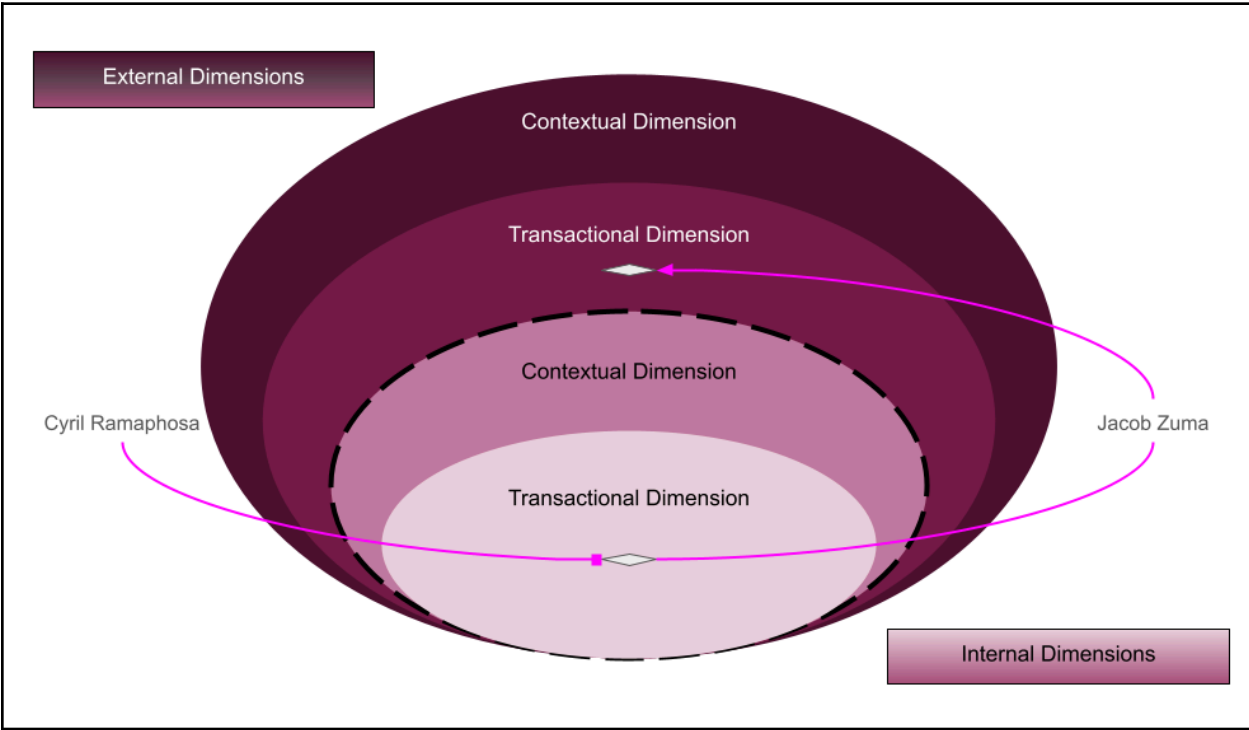 External Dimensions
Contextual Dimension
Transactional Dimension
Contextual Dimension
Cyril Ramaphosa
Jacob Zuma
Transactional Dimension
Internal Dimensions